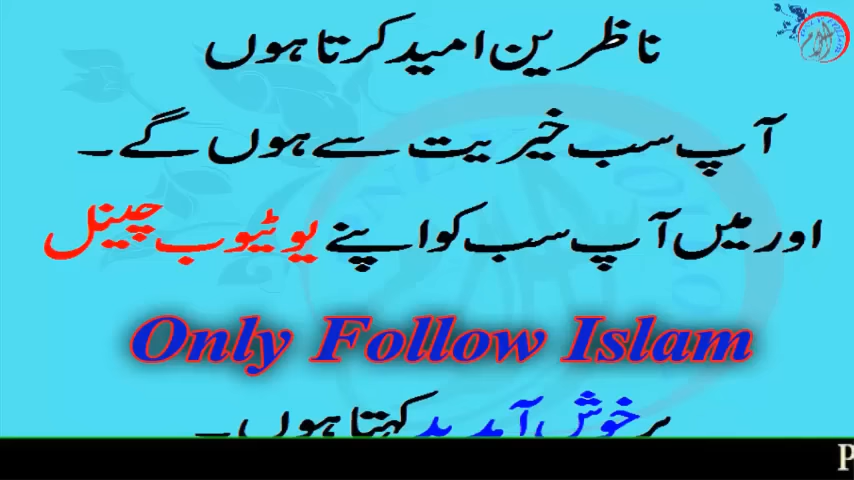 ناظرین امید کرتا ہوں
آپ سب خیریت سے ہوں گے۔
اور میں آپ سب کو اپنے یوٹیوب چینل
Only Follow Islam
پر خوش آمدید کہتا ہوں۔
P